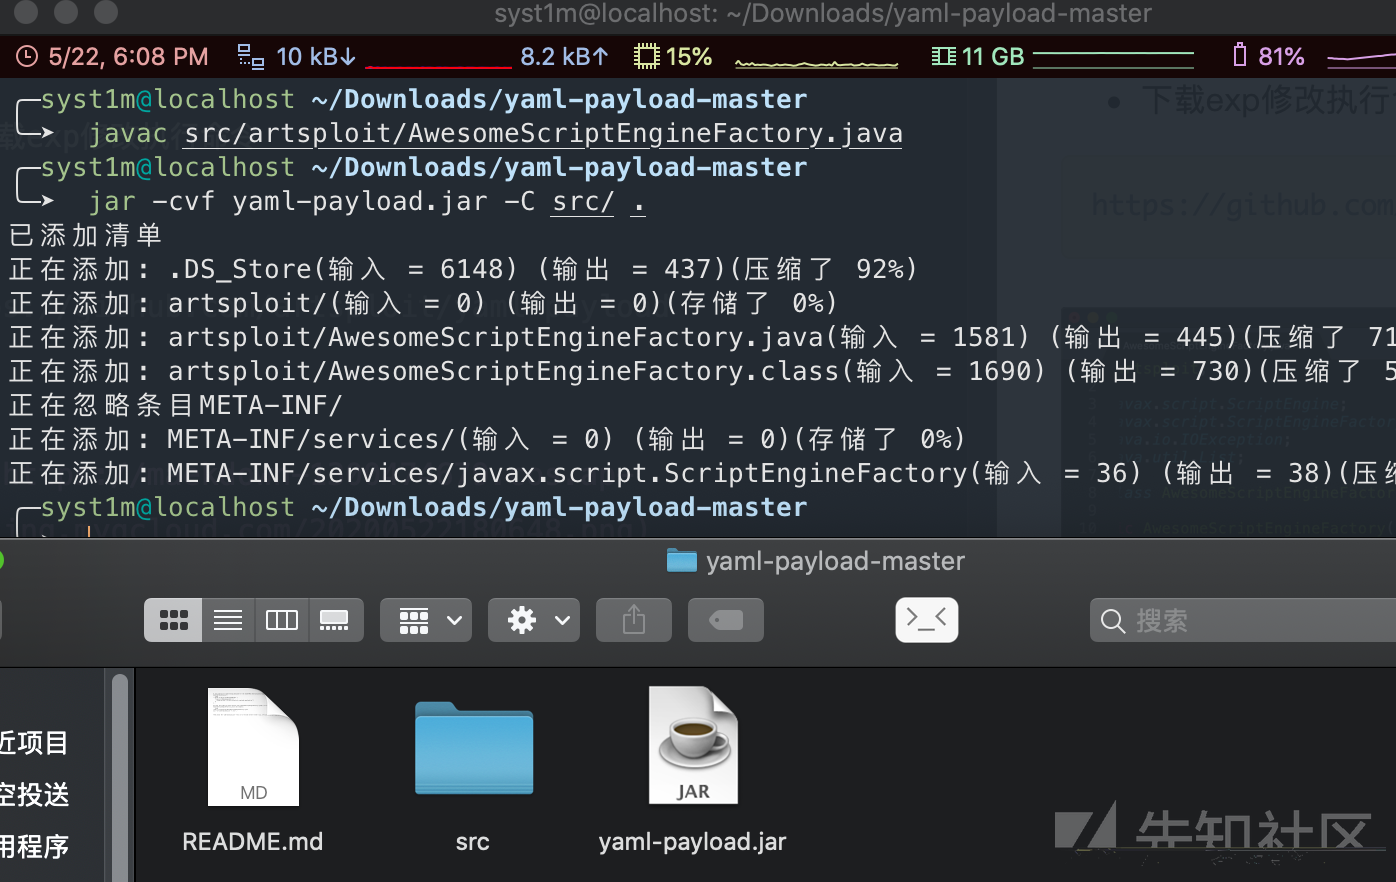 syst1m@localhost: ~/Downloads/yaml-payload-master
5/22, 6:08 PM 10 kB↓ 8.2 kB↑ 15% 11 GB 81%
syst1m@localhost ~/Downloads/yaml-payload-master
javac src/artsploit/AwesomeScriptEngineFactory.java
syst1m@localhost ~/Downloads/yaml-payload-master
jar -cvf yaml-payload.jar -C src/ .
已添加清单
正在添加: .DS_Store(输入 = 6148) (输出 = 437)(压缩了 92%)
正在添加: artsploit/(输入 = 0) (输出 = 0)(存储了 0%)
正在添加: artsploit/AwesomeScriptEngineFactory.java(输入 = 1581) (输出 = 445)(压缩了 71
正在添加: artsploit/AwesomeScriptEngineFactory.class(输入 = 1690) (输出 = 730)(压缩了 5
正在忽略条目META-INF/
正在添加: META-INF/services/(输入 = 0) (输出 = 0)(存储了 0%)
正在添加: META-INF/services/javax.script.ScriptEngineFactory(输入 = 36) (输出 = 38)(压缩
syst1m@localhost ~/Downloads/yaml-payload-master
下载exp修改执行
https://github.com
yaml-payload-master
搜索
近项目
空投送
用程序
MD
JAR
README.md
src
yaml-payload.jar
先知社区